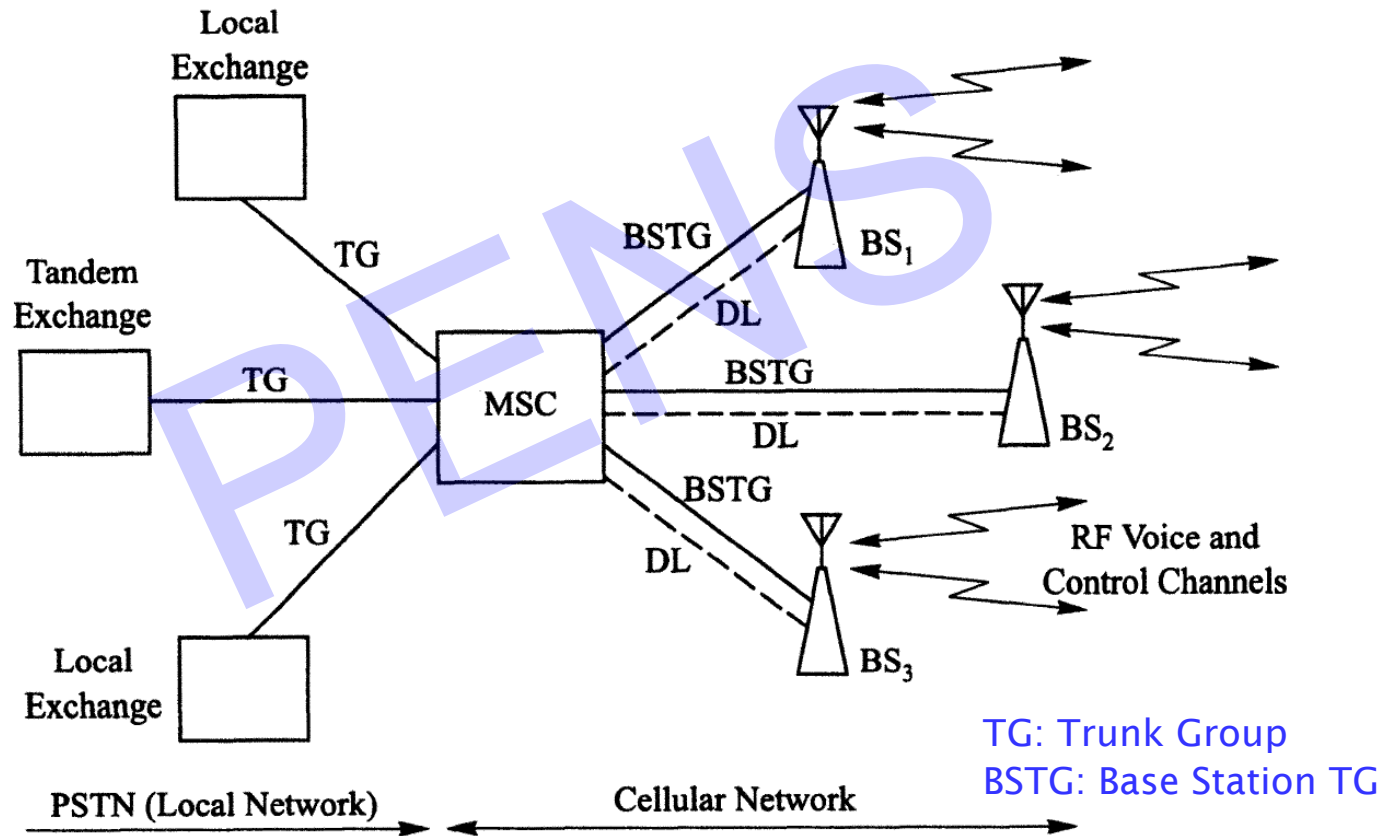 Local
Exchange
TG
BSTG
BS1
DL
Tandem
Exchange
TG
MSC
BSTG
DL
BS2
BSTG
TG
DL
RF Voice and
Control Channels
Local
Exchange
BS3
TG: Trunk Group
BSTG: Base Station TG
PSTN (Local Network)
Cellular Network
PENS